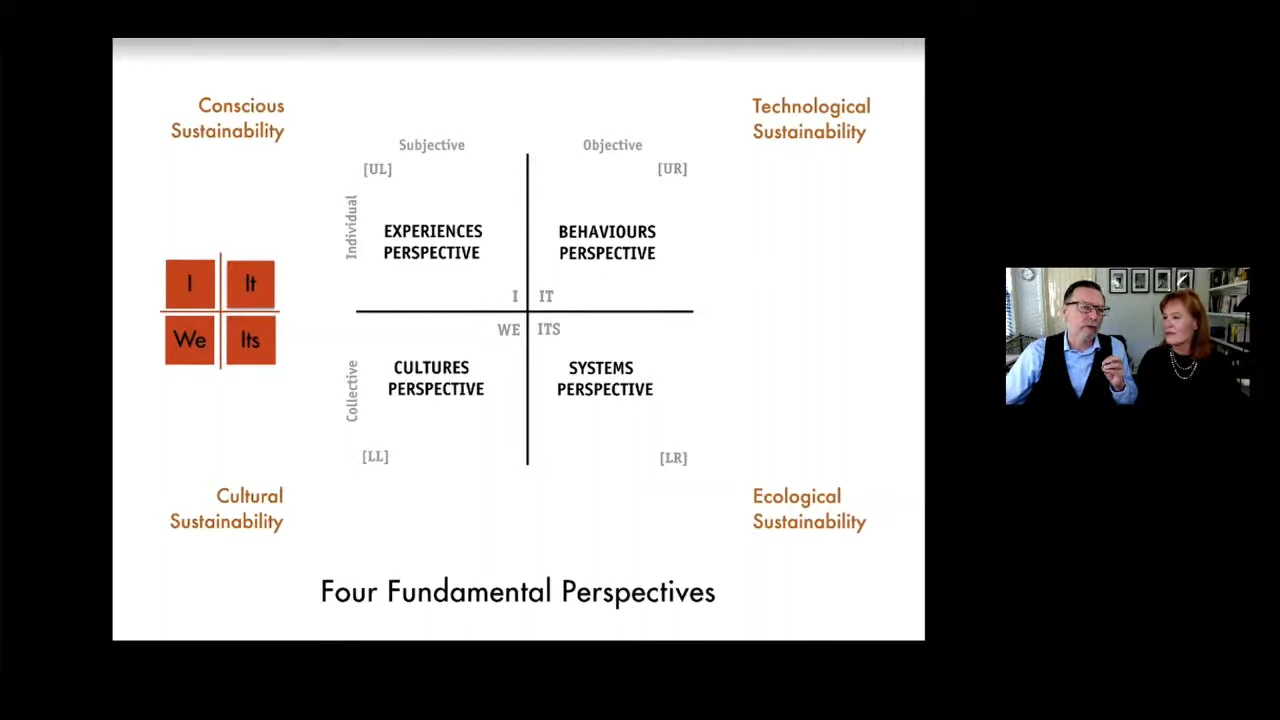 Conscious
Sustainability
Technological
Sustainability
Subjective
Objective
[UL]
[UR]
Individual
EXPERIENCES
PERSPECTIVE
BEHAVIOURS
PERSPECTIVE
I
It
I
IT
We
Its
WE
ITS
Collective
CULTURES
PERSPECTIVE
SYSTEMS
PERSPECTIVE
[LL]
[LR]
Cultural
Sustainability
Ecological
Sustainability
Four Fundamental Perspectives